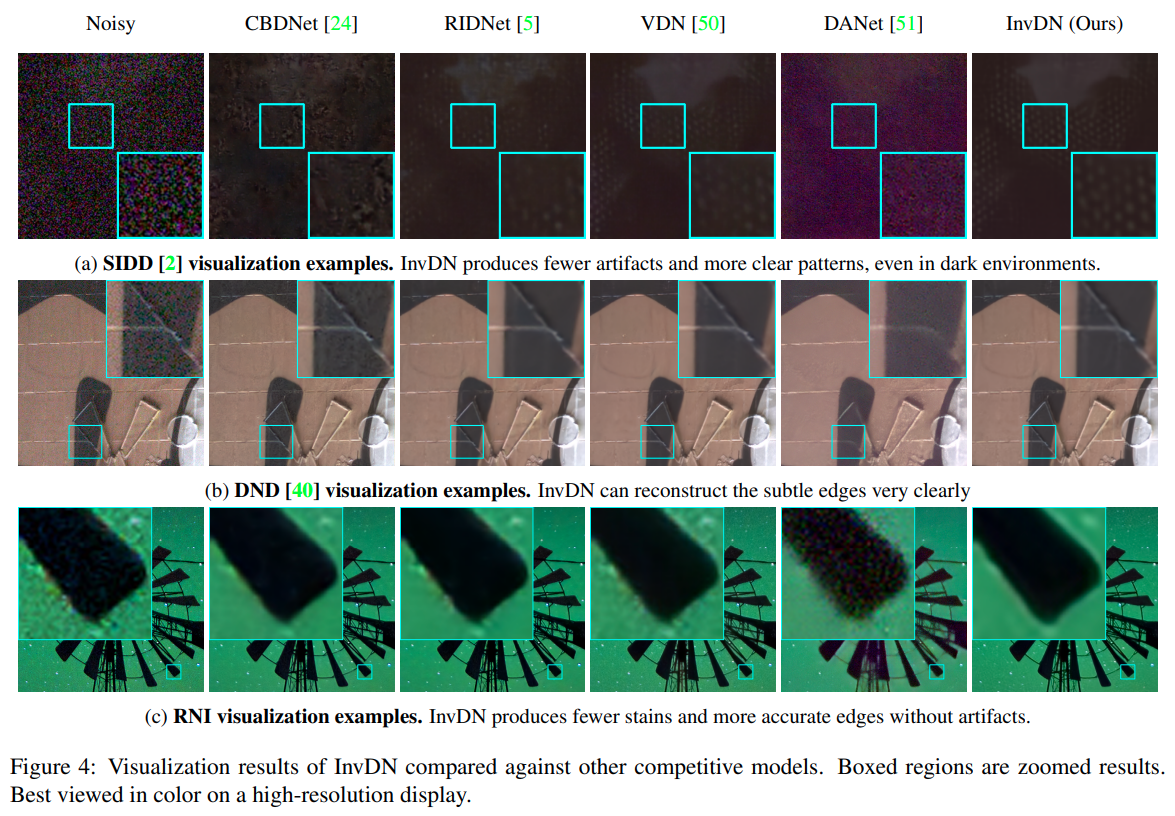 Noisy CBDNet [24] RIDNet [5] VDN [50] DANet [51] InvDN (Ours)
(a) SIDD [2] visualization examples. InvDN produces fewer artifacts and more clear patterns, even in dark environments.
(b) DND [40] visualization examples. InvDN can reconstruct the subtle edges very clearly
(c) RNI visualization examples. InvDN produces fewer stains and more accurate edges without artifacts.
Figure 4: Visualization results of InvDN compared against other competitive models. Boxed regions are zoomed results.
Best viewed in color on a high-resolution display.